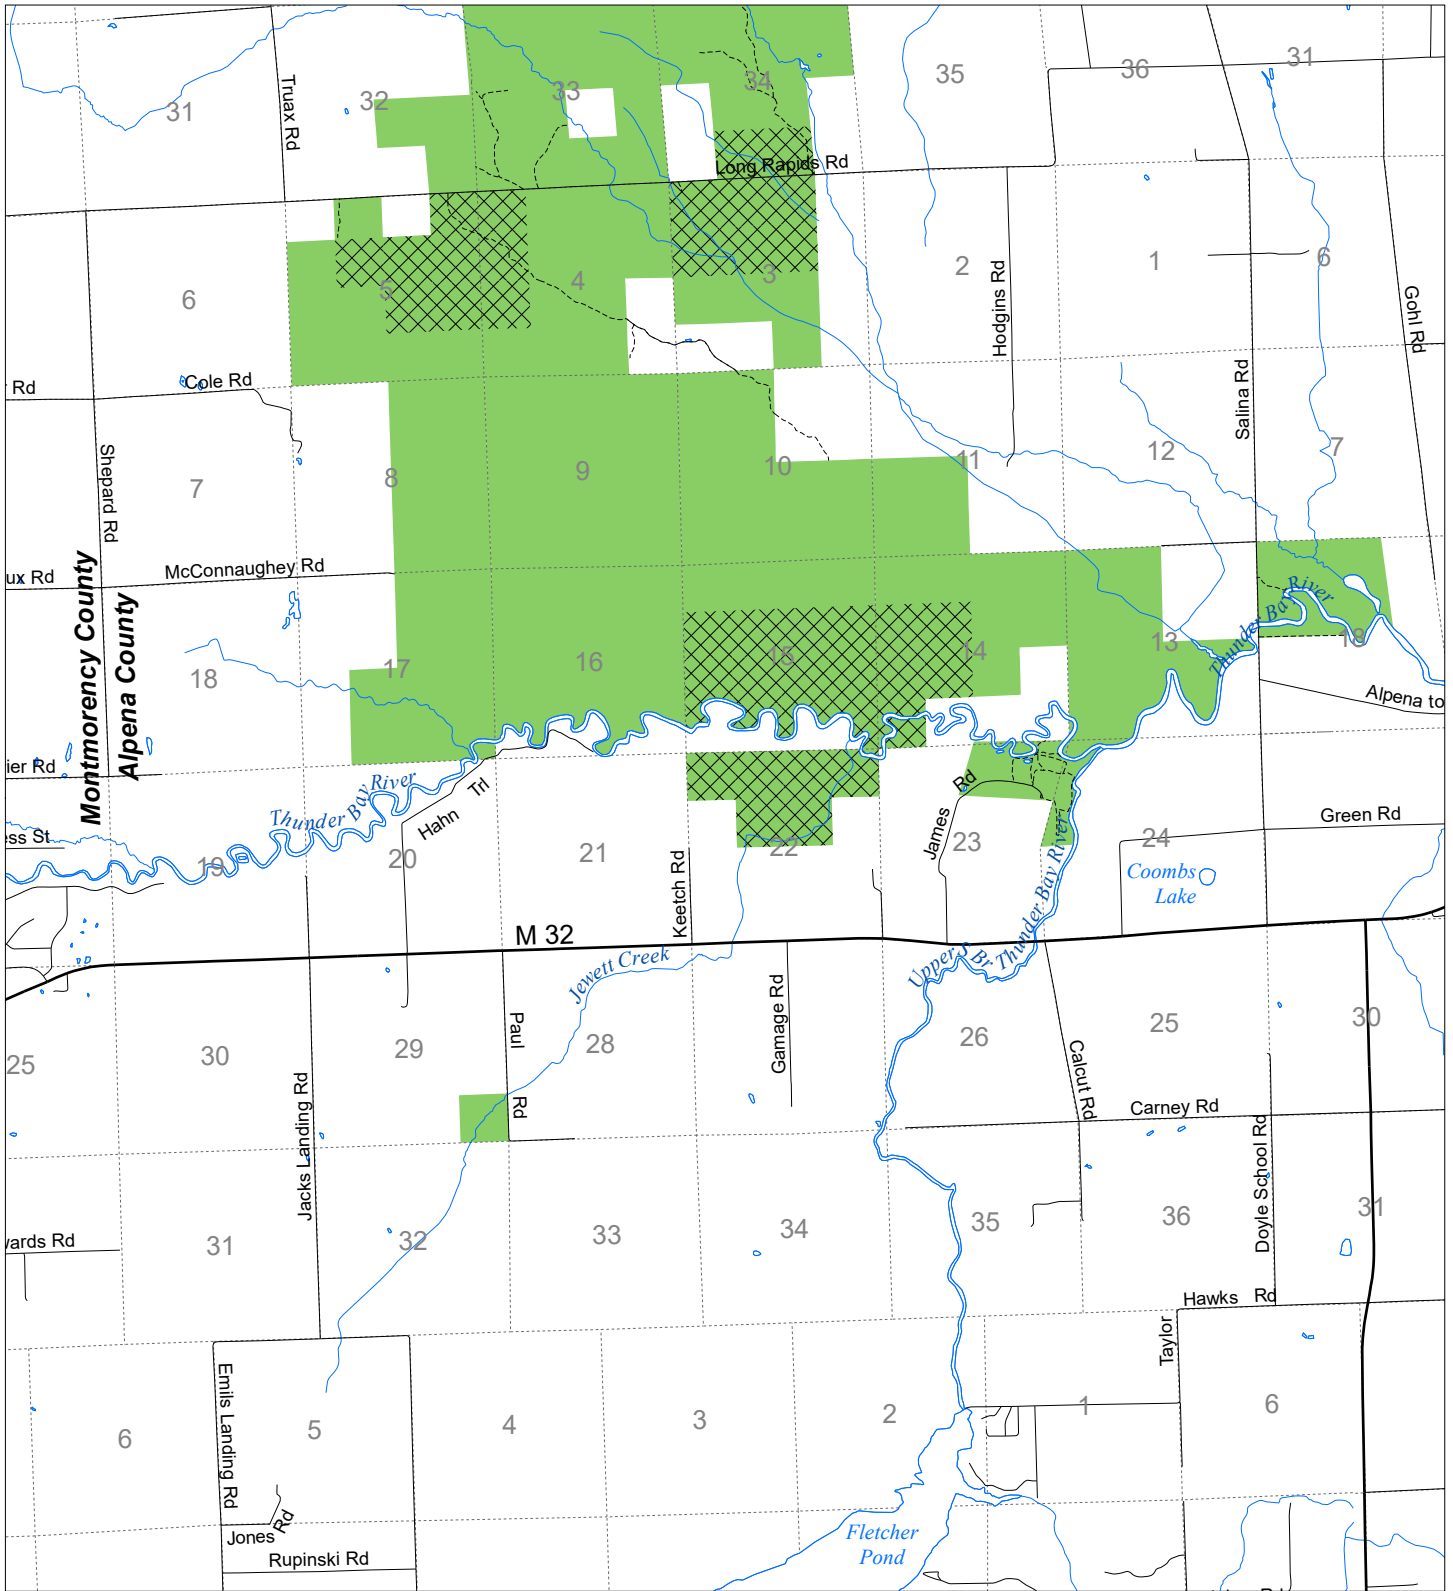 31
32
33
34
35
36
31
Truax Rd
Long Rapids Rd
6
5
4
3
2
1
6
Hodgins Rd
Gohl Rd
Salina Rd
Rd
Cole Rd
Shepard Rd
7
8
9
10
11
12
7
ux Rd
McConnaughey Rd
Montmorency County
Alpena County
18
17
16
15
14
13
18
Thunder Bay River
Alpena to
ier Rd
Thunder Bay River
Hahn Trl
James Rd
Green Rd
ess St
19
20
21
22
23
24
Keetch Rd
Coombs
Lake
M 32
Jewett Creek
Upper S Br Thunder Bay River
25
30
29
28
26
25
30
Paul Rd
Gamage Rd
Calcut Rd
Carney Rd
Jacks Landing Rd
Doyle School Rd
wards Rd
31
32
33
34
35
36
31
Hawks Rd
Taylor
Emils Landing Rd
6
5
4
3
2
1
6
Jones Rd
Rupinski Rd
Fletcher
Pond